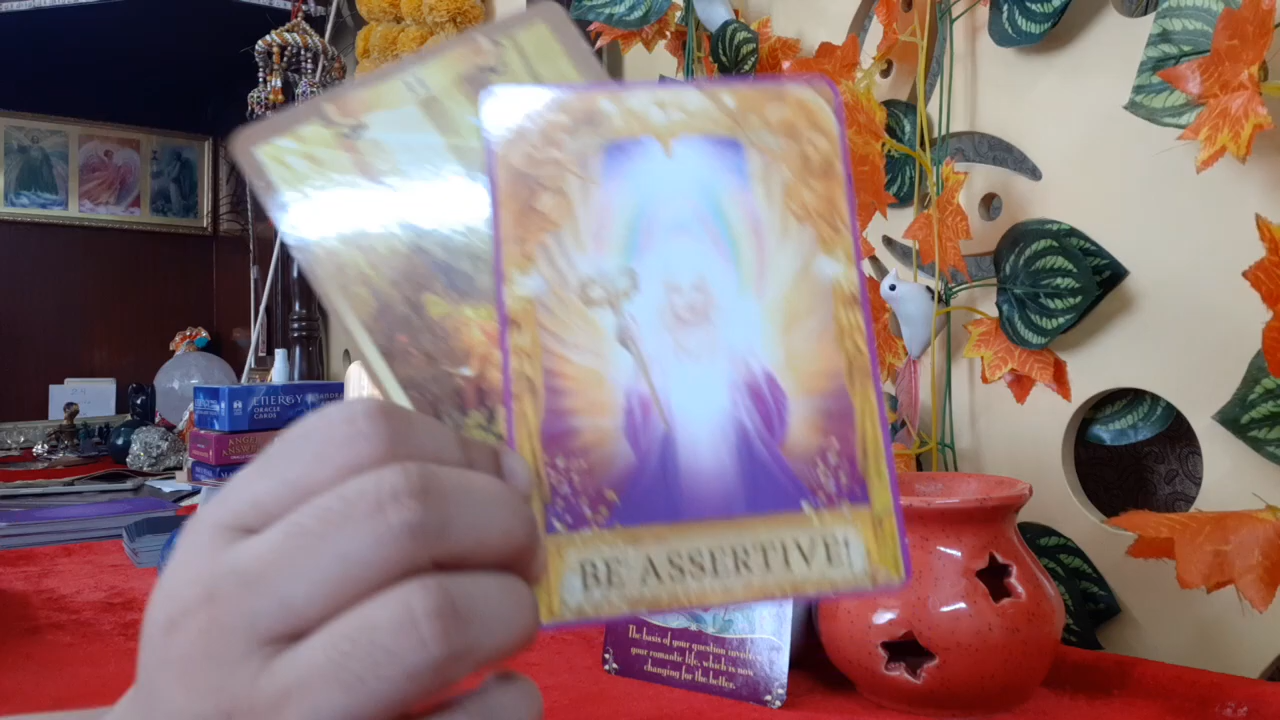 BE ASSERTIVE!
The basis of your question involves
your romantic life, which is now
changing for the better.
ENERGY
ORACLE
CARDS
ANGEL